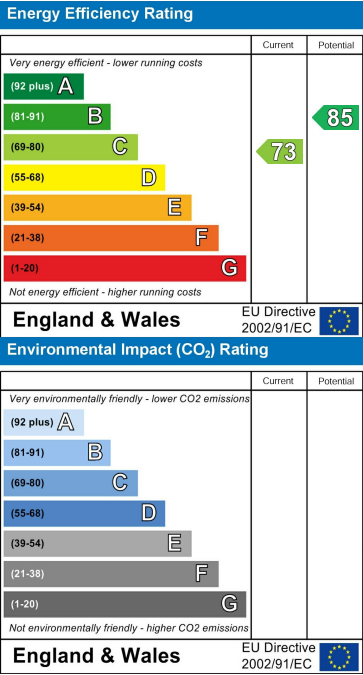 Energy Efficiency Rating
Current Potential
Very energy efficient - lower running costs
(92 plus) A
(81-91) B
85
(69-80) C
73
(55-68) D
(39-54) E
(21-38) F
(1-20) G
Not energy efficient - higher running costs
England & Wales
EU Directive
2002/91/EC
Environmental Impact (CO₂) Rating
Current Potential
Very environmentally friendly - lower CO2 emissions
(92 plus) A
(81-91) B
(69-80) C
(55-68) D
(39-54) E
(21-38) F
(1-20) G
Not environmentally friendly - higher CO2 emissions
England & Wales
EU Directive
2002/91/EC